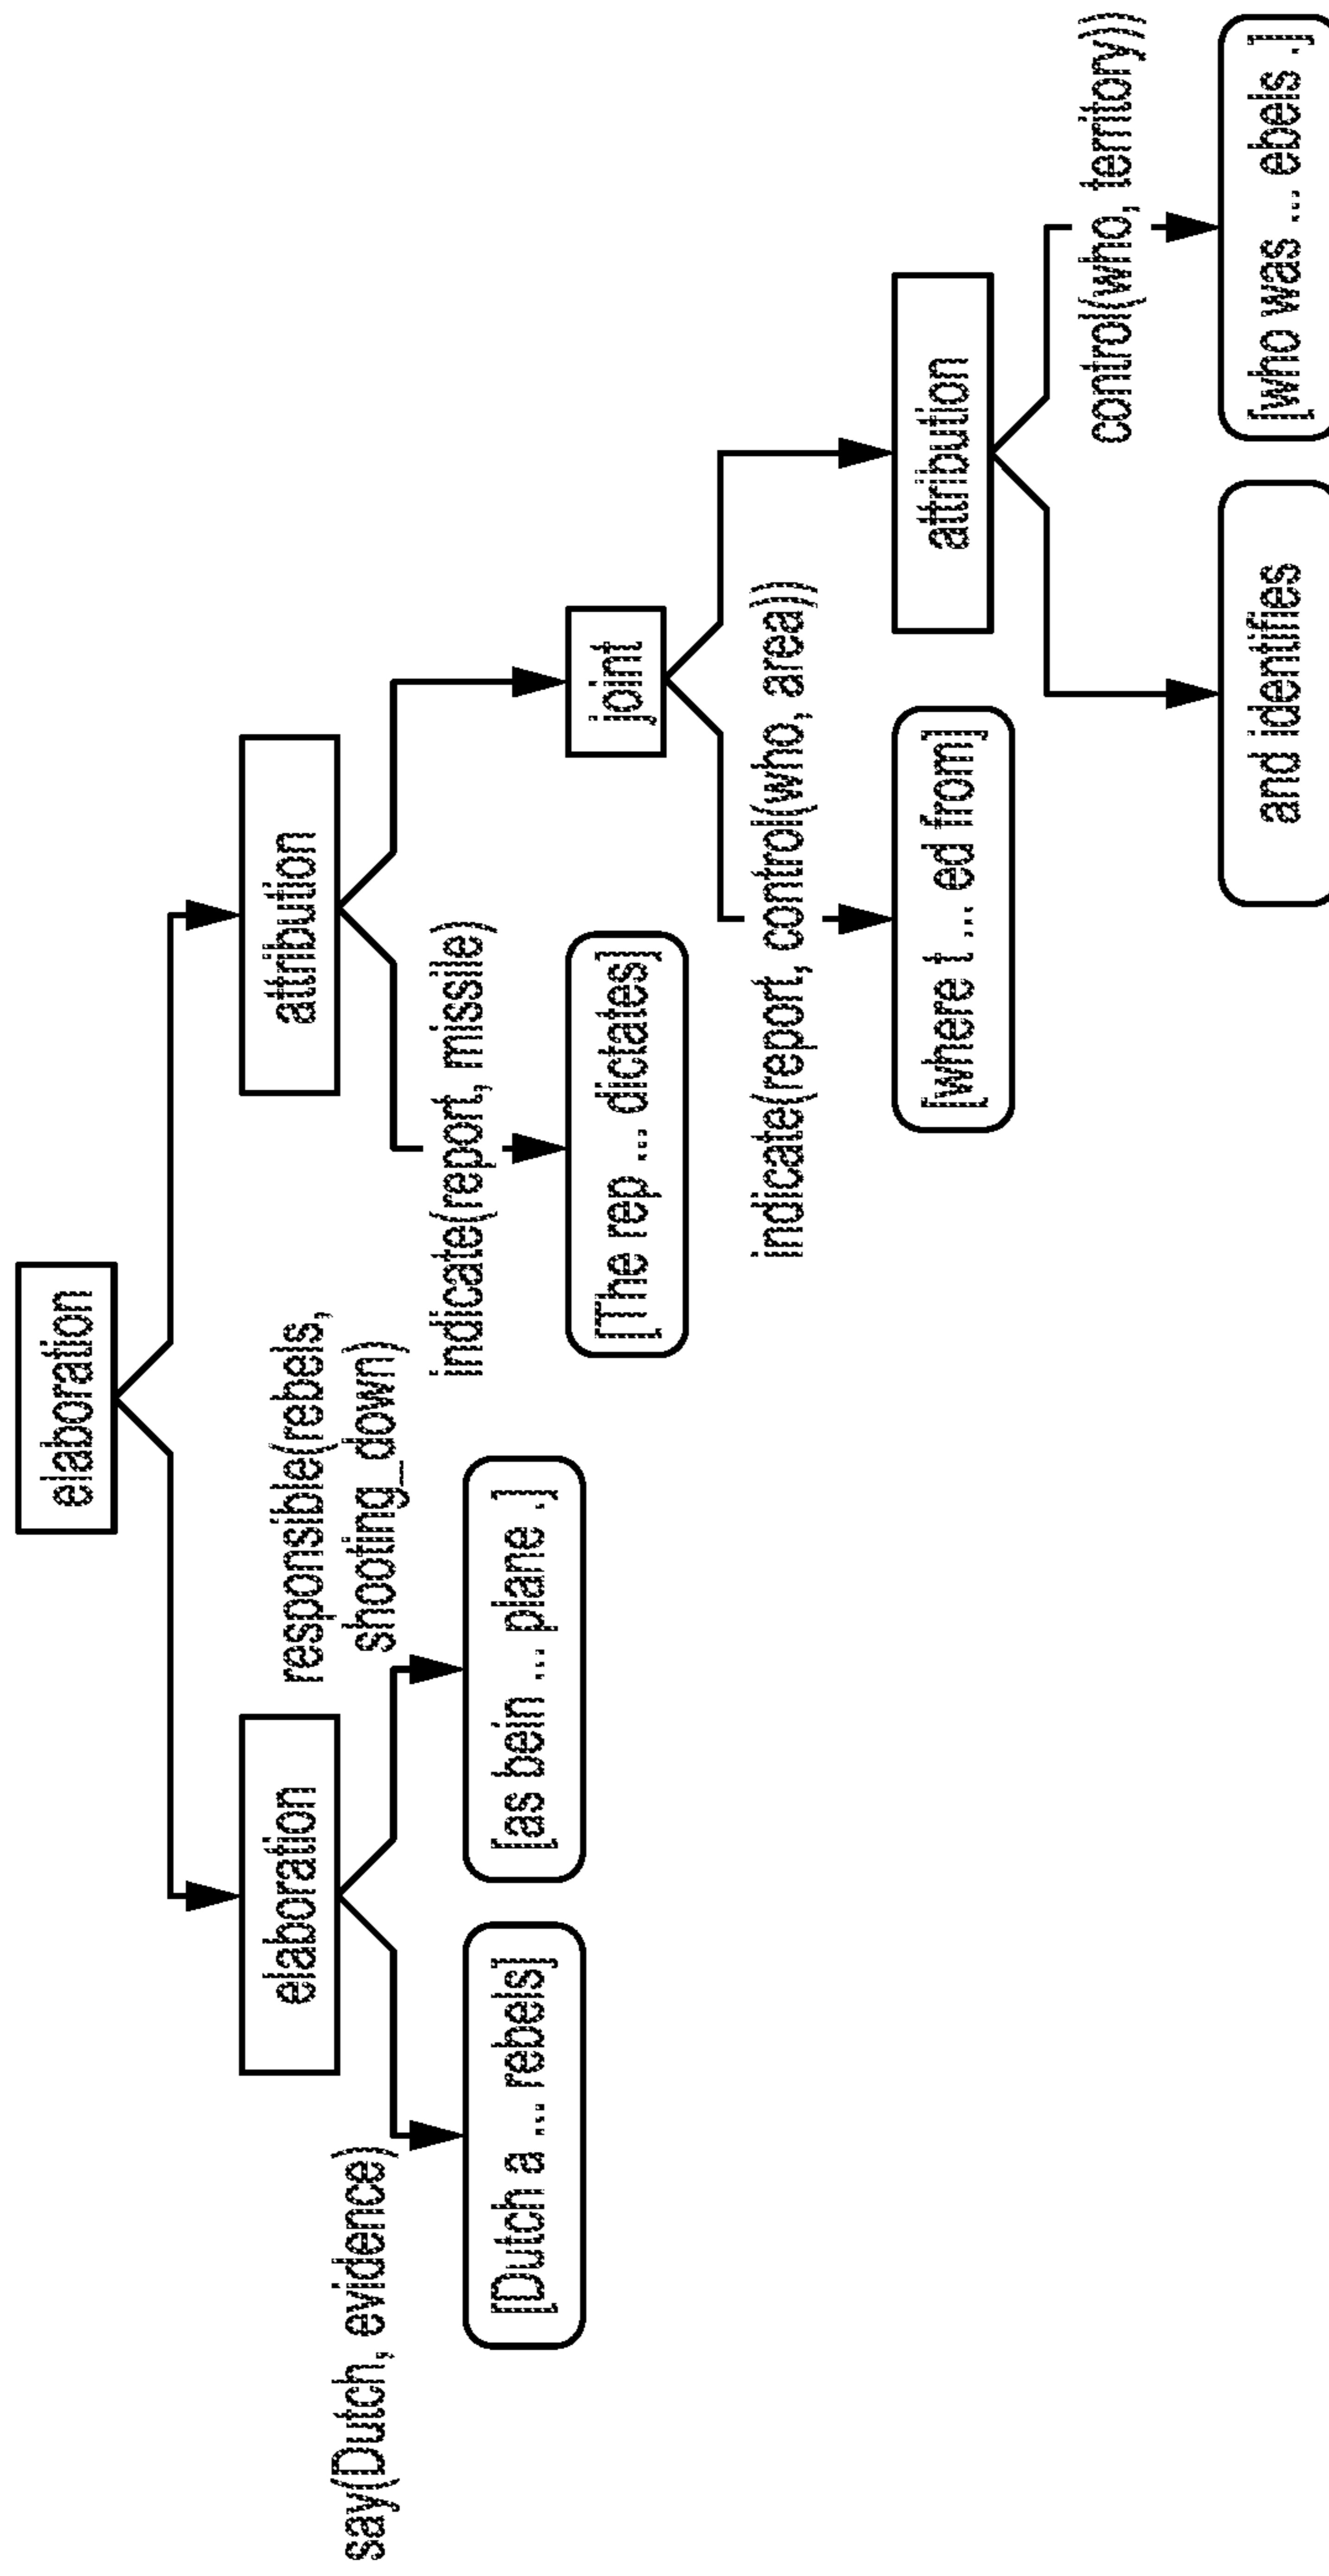 elaboration
elaboration
attribution
say(Dutch, evidence)
responsible(rebels,
shooting_down)
indicate(report, missile)
[Dutch a ... rebels]
[as bein ... plane .]
[The rep ... dictates]
joint
indicate(report, control(who, area))
[where t ... ed from]
attribution
control(who, territory))
and identifies
[who was ... ebels .]